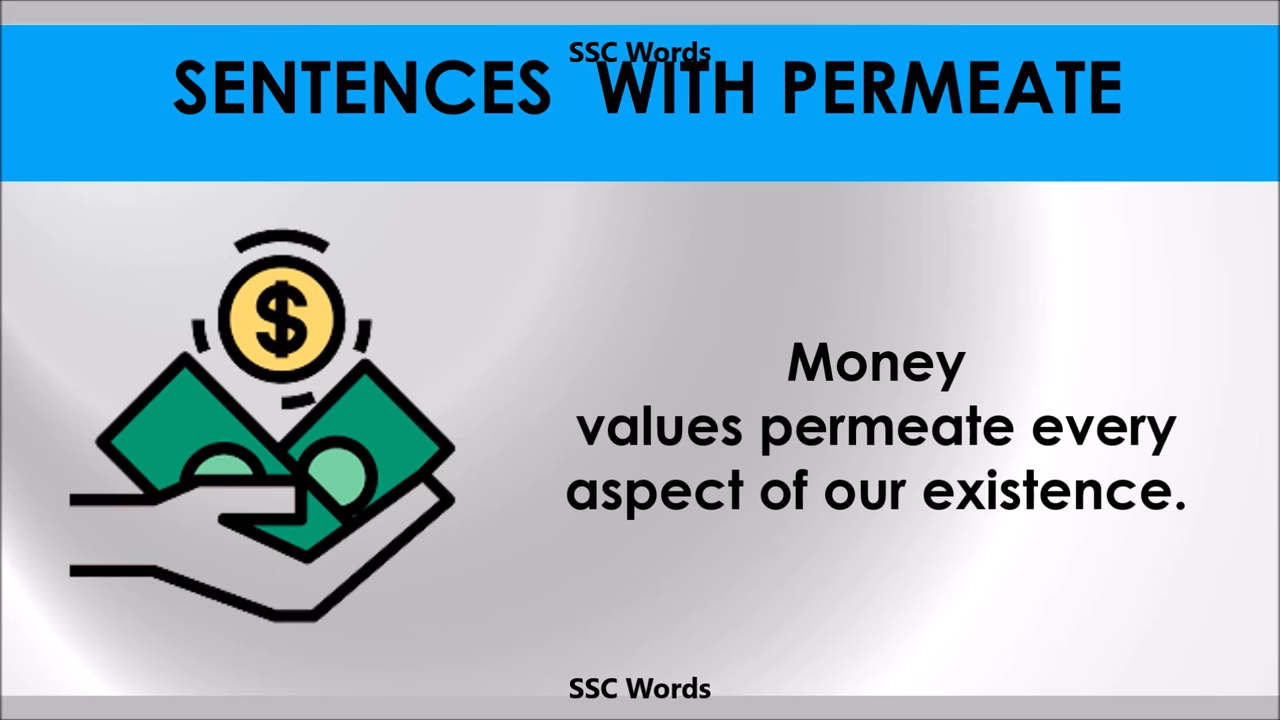 SSC Words
SENTENCES WITH PERMEATE
$
Money
values permeate every
aspect of our existence.
SSC Words